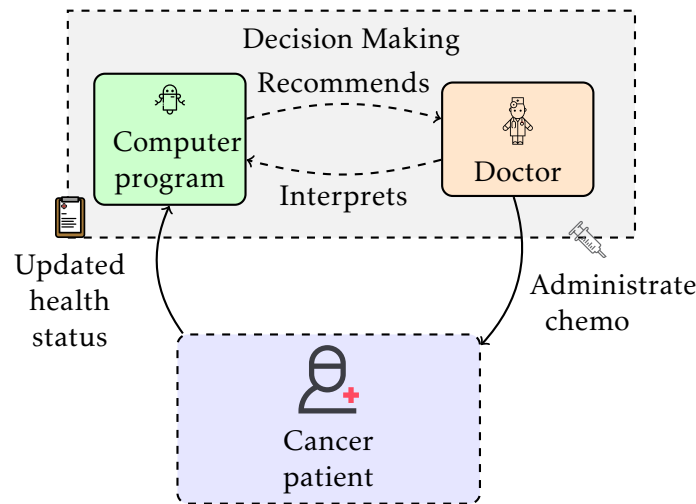 Decision Making
Recommends
Computer
program
Doctor
Interprets
Updated
health
status
Administrate
chemo
Cancer
patient